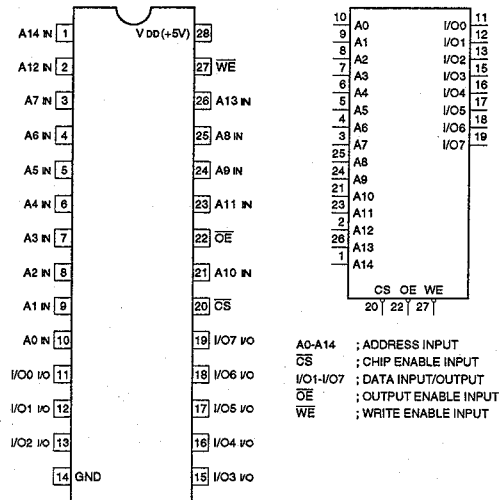 A14 IN 1 VDD (+5V) 28
A12 IN 2 27 WE
A7 IN 3 26 A13 IN
A6 IN 4 25 A8 IN
A5 IN 5 24 A9 IN
A4 IN 6 23 A11 IN
A3 IN 7 22 OE
A2 IN 8 21 A10 IN
A1 IN 9 20 CS
A0 IN 10 19 I/O7 I/O
I/O0 I/O 11 18 I/O6 I/O
I/O1 I/O 12 17 I/O5 I/O
I/O2 I/O 13 16 I/O4 I/O
14 GND 15 I/O3 I/O
10 A0 I/O0 11
9 A1 I/O1 12
8 A2 I/O2 13
7 A3 I/O3 15
6 A4 I/O4 16
5 A5 I/O5 17
4 A6 I/O6 18
3 A7 I/O7 19
25 A8
24 A9
21 A10
23 A11
2 A12
26 A13
1 A14
CS OE WE
20 22 27
A0-A14 ; ADDRESS INPUT
CS ; CHIP ENABLE INPUT
I/O1-I/O7 ; DATA INPUT/OUTPUT
OE ; OUTPUT ENABLE INPUT
WE ; WRITE ENABLE INPUT